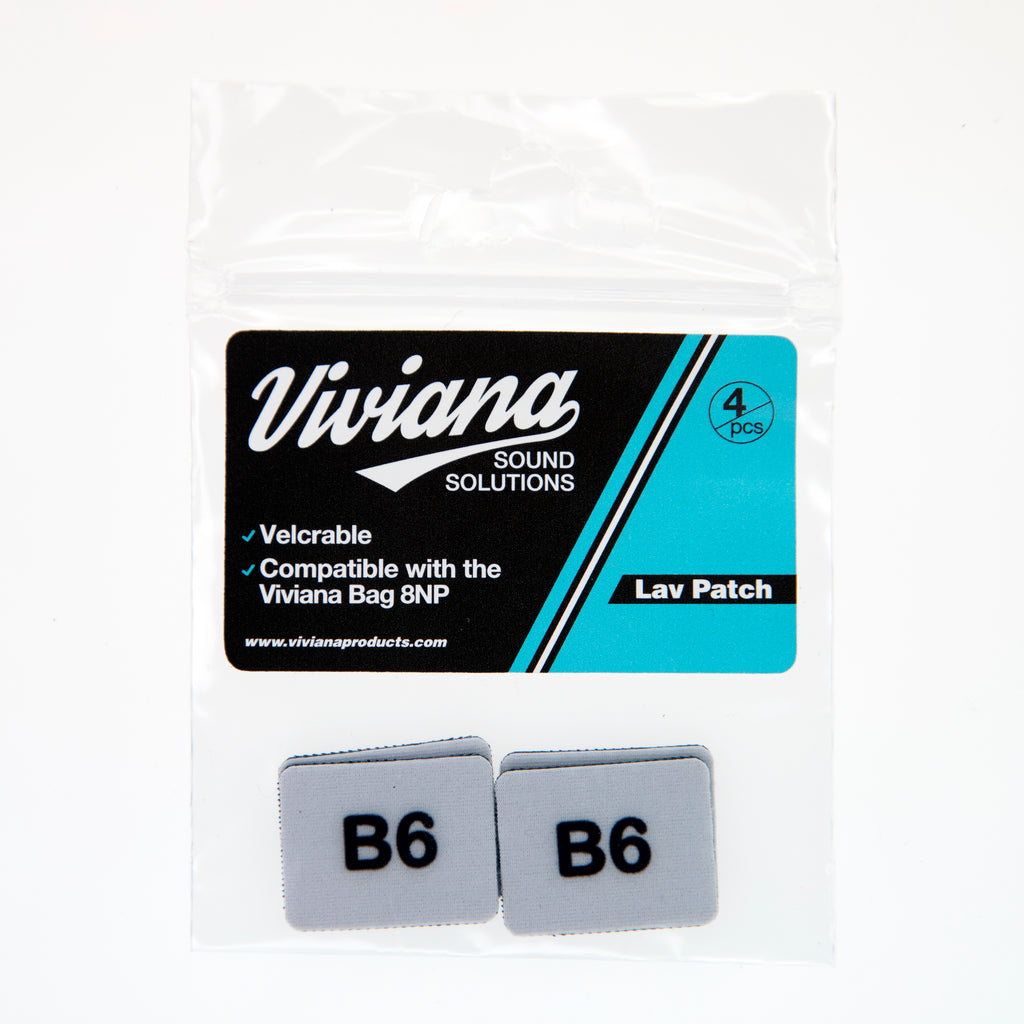 Viviana
SOUND
SOLUTIONS
4
pcs
Velcrable
Compatible with the
Viviana Bag 8NP
Lav Patch
www.vivianaproducts.com
B6
B6